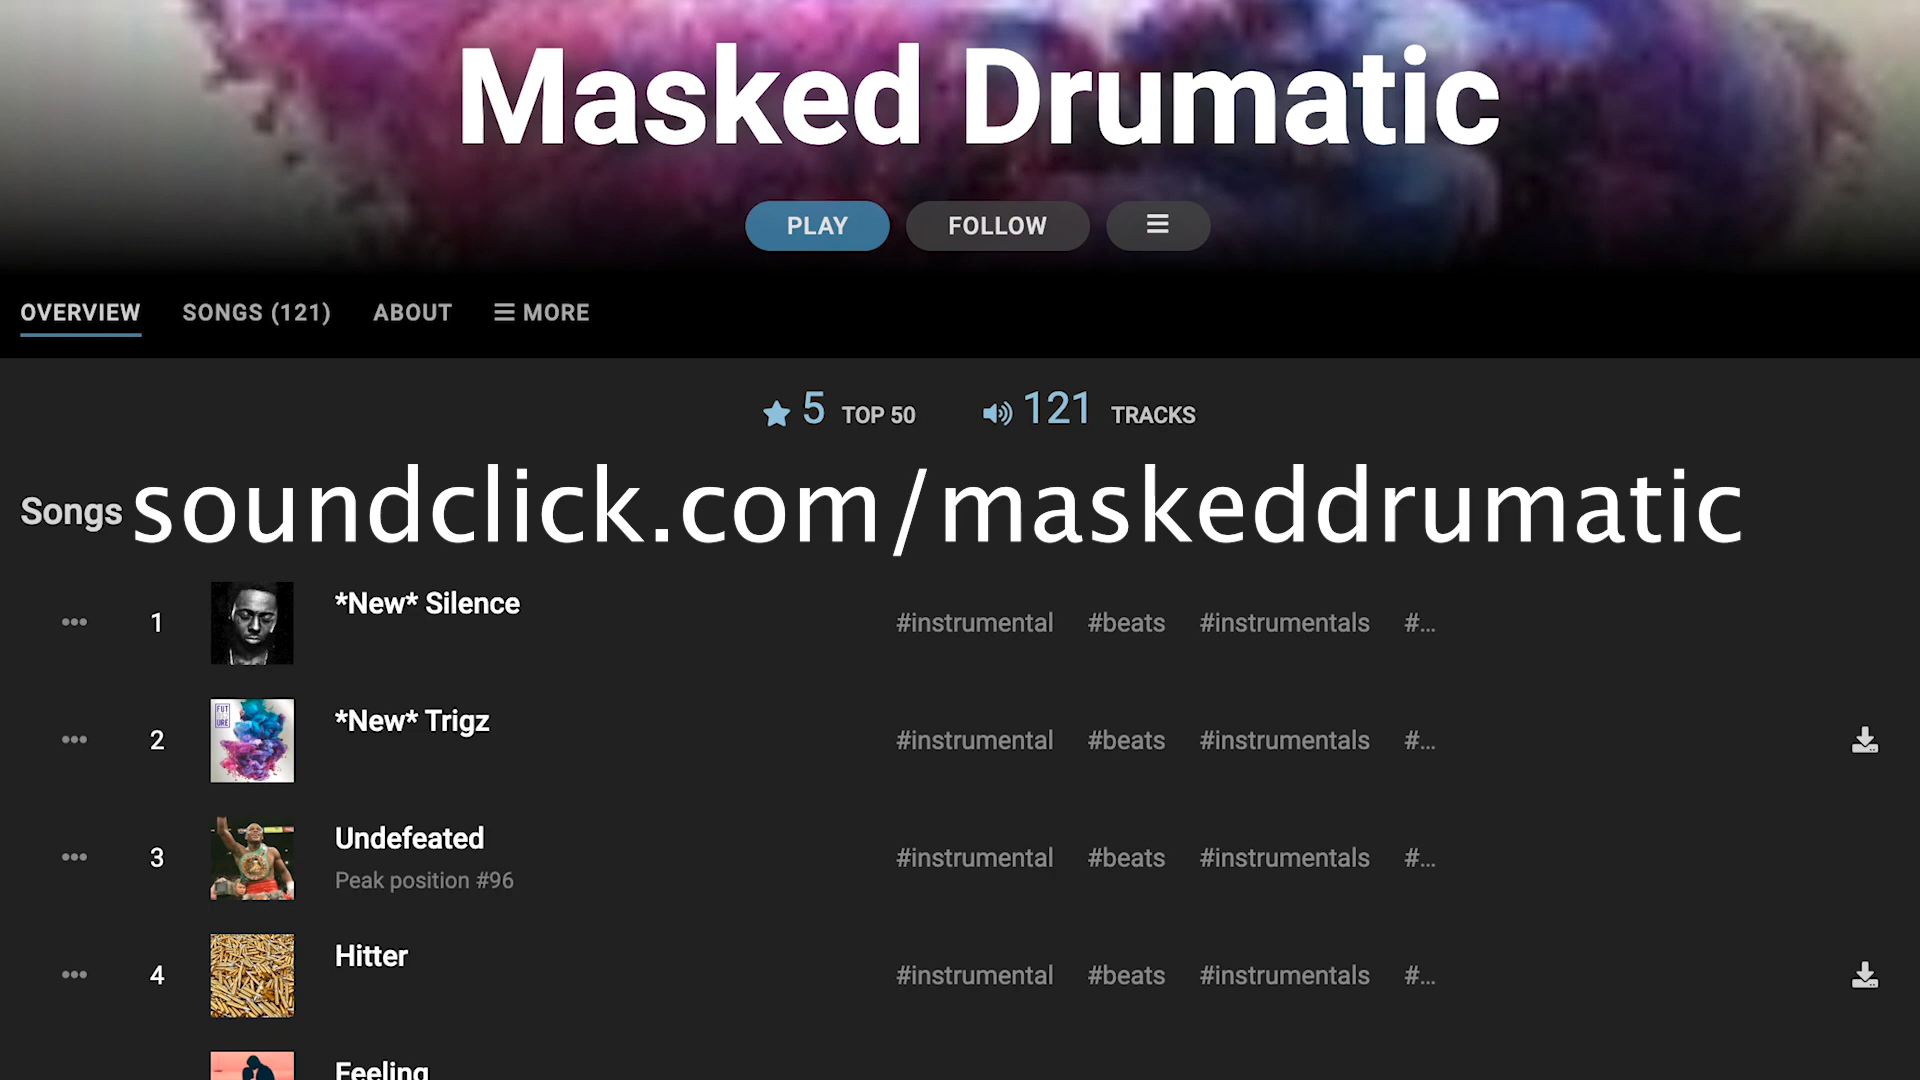 Masked Drumatic
PLAY FOLLOW
OVERVIEW SONGS (121) ABOUT MORE
5 TOP 50 121 TRACKS
Songs soundclick.com/maskeddrumatic
1 *New* Silence #instrumental #beats #instrumentals #...
FUT
URE
2 *New* Trigz #instrumental #beats #instrumentals #...
3 Undefeated #instrumental #beats #instrumentals #...
Peak position #96
4 Hitter #instrumental #beats #instrumentals #...
Feeling